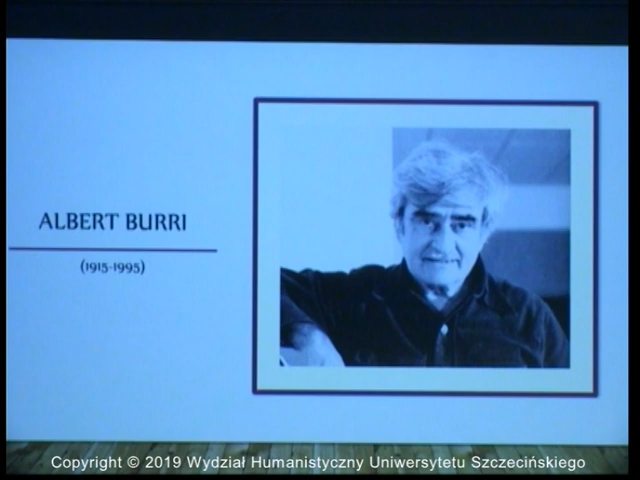 ALBERT BURRI
(1915-1995)
Copyright © 2019 Wydział Humanistyczny Uniwersytetu Szczecińskiego